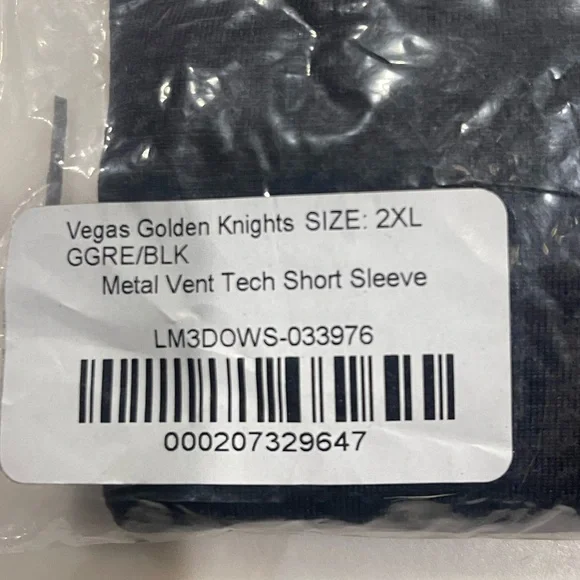 Vegas Golden Knights SIZE: 2XL
GGRE/BLK
Metal Vent Tech Short Sleeve
LM3DOWS-033976
000207329647